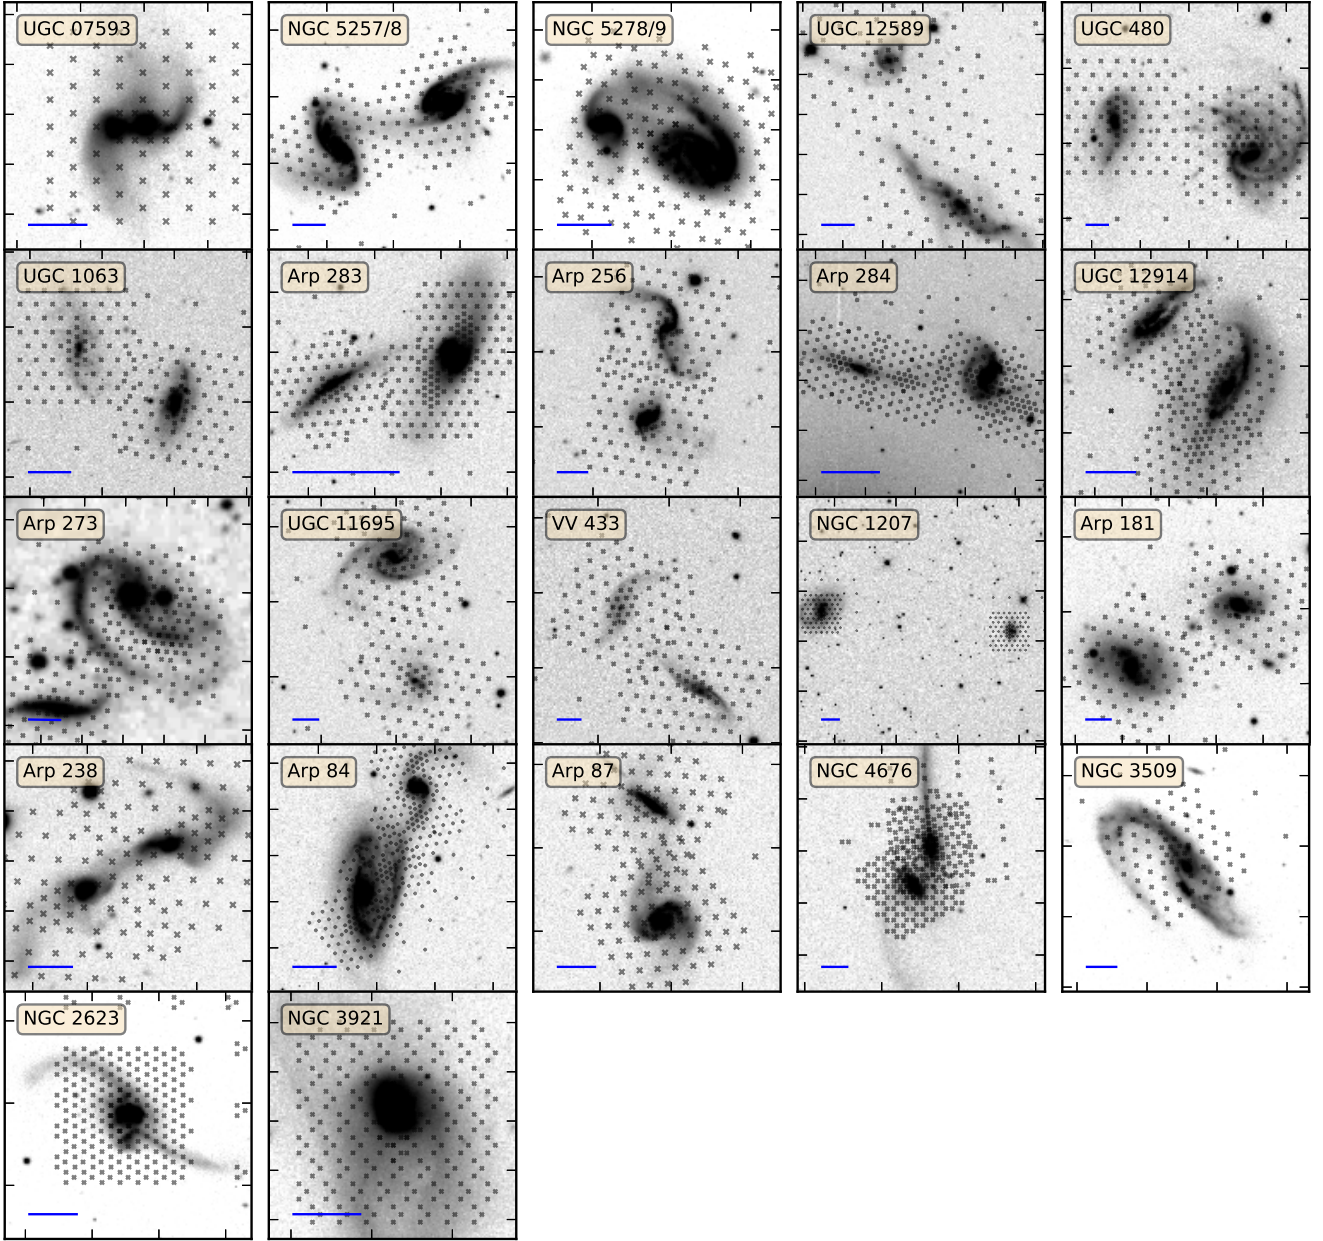 UGC 07593
NGC 5257/8
NGC 5278/9
UGC 12589
UGC 480
UGC 1063
Arp 283
Arp 256
Arp 284
UGC 12914
Arp 273
UGC 11695
VV 433
NGC 1207
Arp 181
Arp 238
Arp 84
Arp 87
NGC 4676
NGC 3509
NGC 2623
NGC 3921